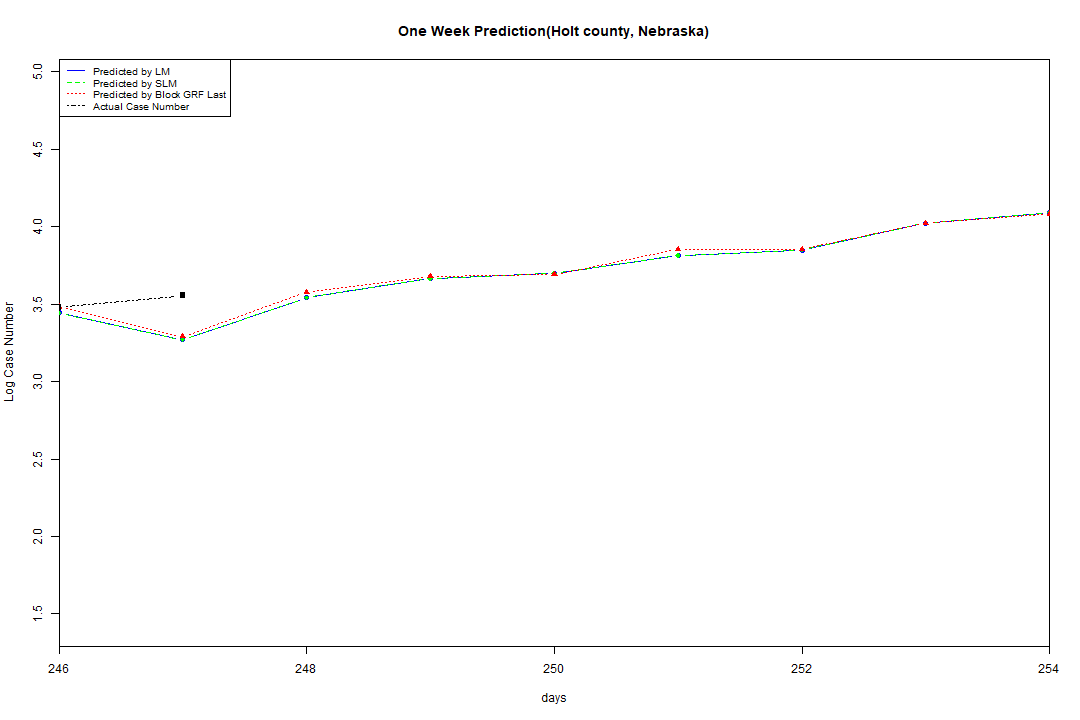 One Week Prediction(Holt county, Nebraska)
Predicted by LM
Predicted by SLM
Predicted by Block GRF Last
Actual Case Number
5.0
4.5
4.0
3.5
3.0
2.5
2.0
1.5
Log Case Number
246 248 250 252 254
days